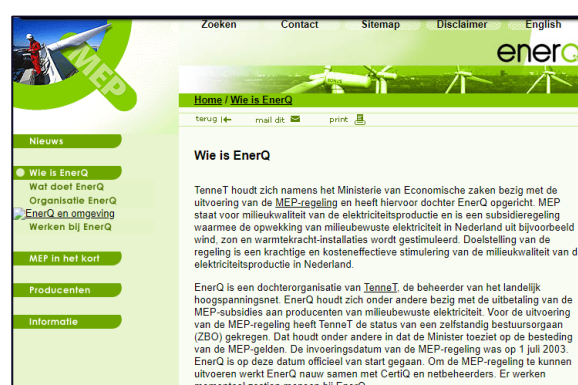 Zoeken Contact Sitemap Disclaimer English
MEP
enerQ
Home / Wie is EnerQ
terug mail dit print
Nieuws
Wie is EnerQ
Wat doet EnerQ
Organisatie EnerQ
EnerQ en omgeving
Werken bij EnerQ
MEP in het kort
Producenten
Informatie
Wie is EnerQ
TenneT houdt zich namens het Ministerie van Economische zaken bezig met de
uitvoering van de MEP-regeling en heeft hiervoor dochter EnerQ opgericht. MEP
staat voor milieukwaliteit van de elektriciteitsproductie en is een subsidieregeling
waarmee de opwekking van milieubewuste elektriciteit in Nederland uit bijvoorbeeld
wind, zon en warmtekracht-installaties wordt gestimuleerd. Doelstelling van de
regeling is een krachtige en kosteneffectieve stimulering van de milieukwaliteit van d
elektriciteitsproductie in Nederland.
EnerQ is een dochterorganisatie van TenneT, de beheerder van het landelijk
hoogspanningsnet. EnerQ houdt zich onder andere bezig met de uitbetaling van de
MEP-subsidies aan producenten van milieubewuste elektriciteit. Voor de uitvoering
van de MEP-regeling heeft TenneT de status van een zelfstandig bestuursorgaan
(ZBO) gekregen. Dat houdt onder andere in dat de Minister toeziet op de besteding
van de MEP-gelden. De invoeringsdatum van de MEP-regeling was op 1 juli 2003.
EnerQ is op deze datum officieel van start gegaan. Om de MEP-regeling te kunnen
uitvoeren werkt EnerQ nauw samen met CertiQ en netbeheerders. Er werken
momenteel zestien mensen bij EnerQ.